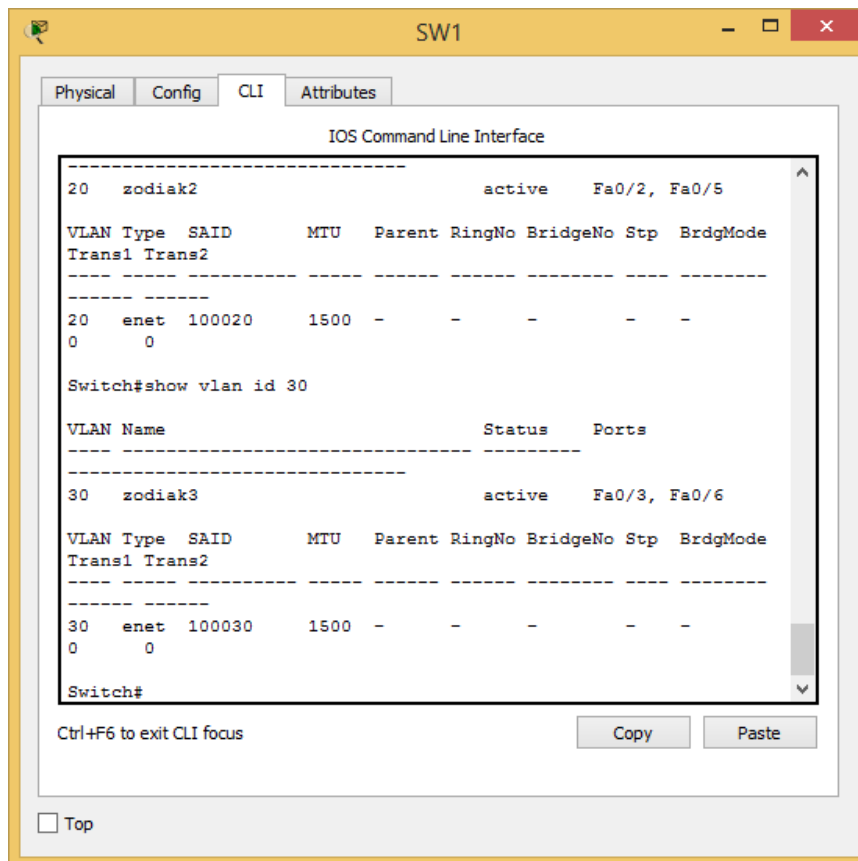 SW1
Physical Config CLI Attributes
IOS Command Line Interface
--------------------------------
20   zodiak2                          active    Fa0/2, Fa0/5
VLAN Type  SAID       MTU   Parent RingNo BridgeNo Stp  BrdgMode
Trans1 Trans2
---- ----- ---------- ----- ------ ------ -------- ---- --------
------ ------
20   enet  100020     1500  -      -      -        -    -
0      0
Switch#show vlan id 30
VLAN Name                             Status    Ports
---- -------------------------------- ---------
-------------------------------
30   zodiak3                          active    Fa0/3, Fa0/6
VLAN Type  SAID       MTU   Parent RingNo BridgeNo Stp  BrdgMode
Trans1 Trans2
---- ----- ---------- ----- ------ ------ -------- ---- --------
------ ------
30   enet  100030     1500  -      -      -        -    -
0      0
Switch#
Ctrl+F6 to exit CLI focus
Copy Paste
Top